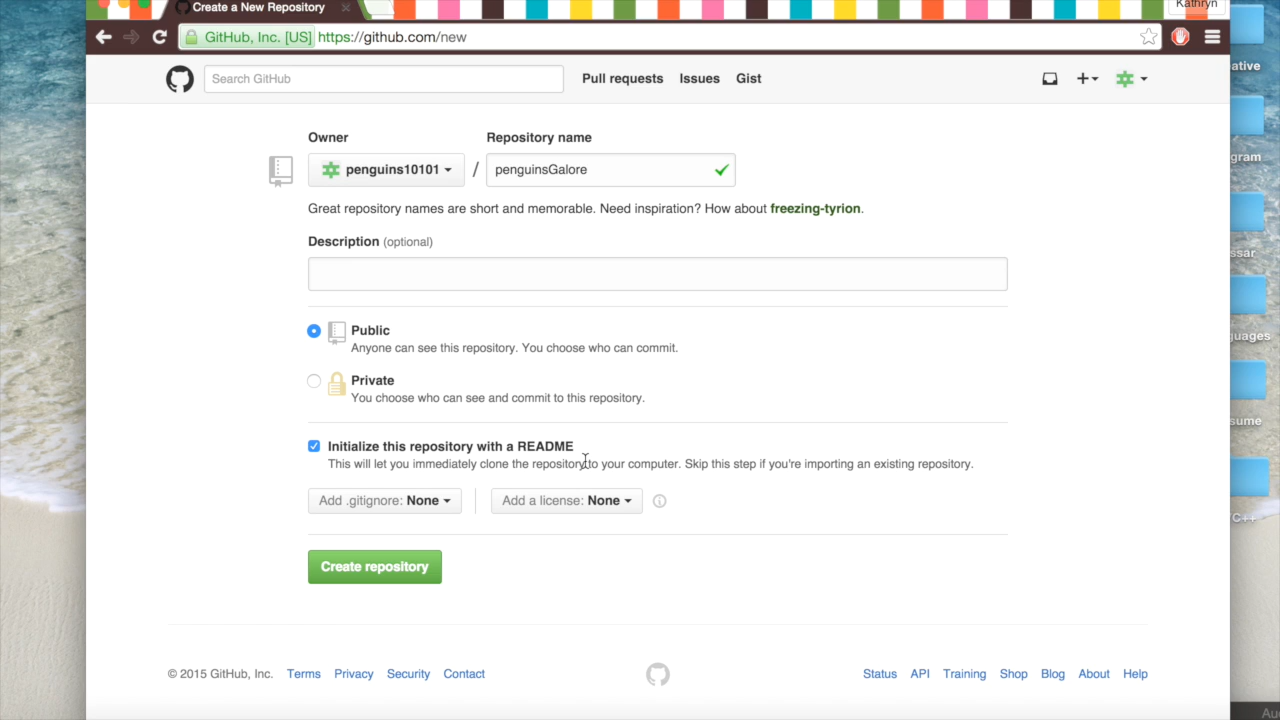 Create a New Repository
Kathryn
GitHub, Inc. [US] https://github.com/new
Search GitHub Pull requests Issues Gist
ative
Owner Repository name
penguins10101 / penguinsGalore
gram
Great repository names are short and memorable. Need inspiration? How about freezing-tyrion.
Description (optional)
ssar
Public
Anyone can see this repository. You choose who can commit.
guages
Private
You choose who can see and commit to this repository.
sume
Initialize this repository with a README
This will let you immediately clone the repository to your computer. Skip this step if you're importing an existing repository.
Add .gitignore: None Add a license: None
/C++
Create repository
© 2015 GitHub, Inc. Terms Privacy Security Contact Status API Training Shop Blog About Help